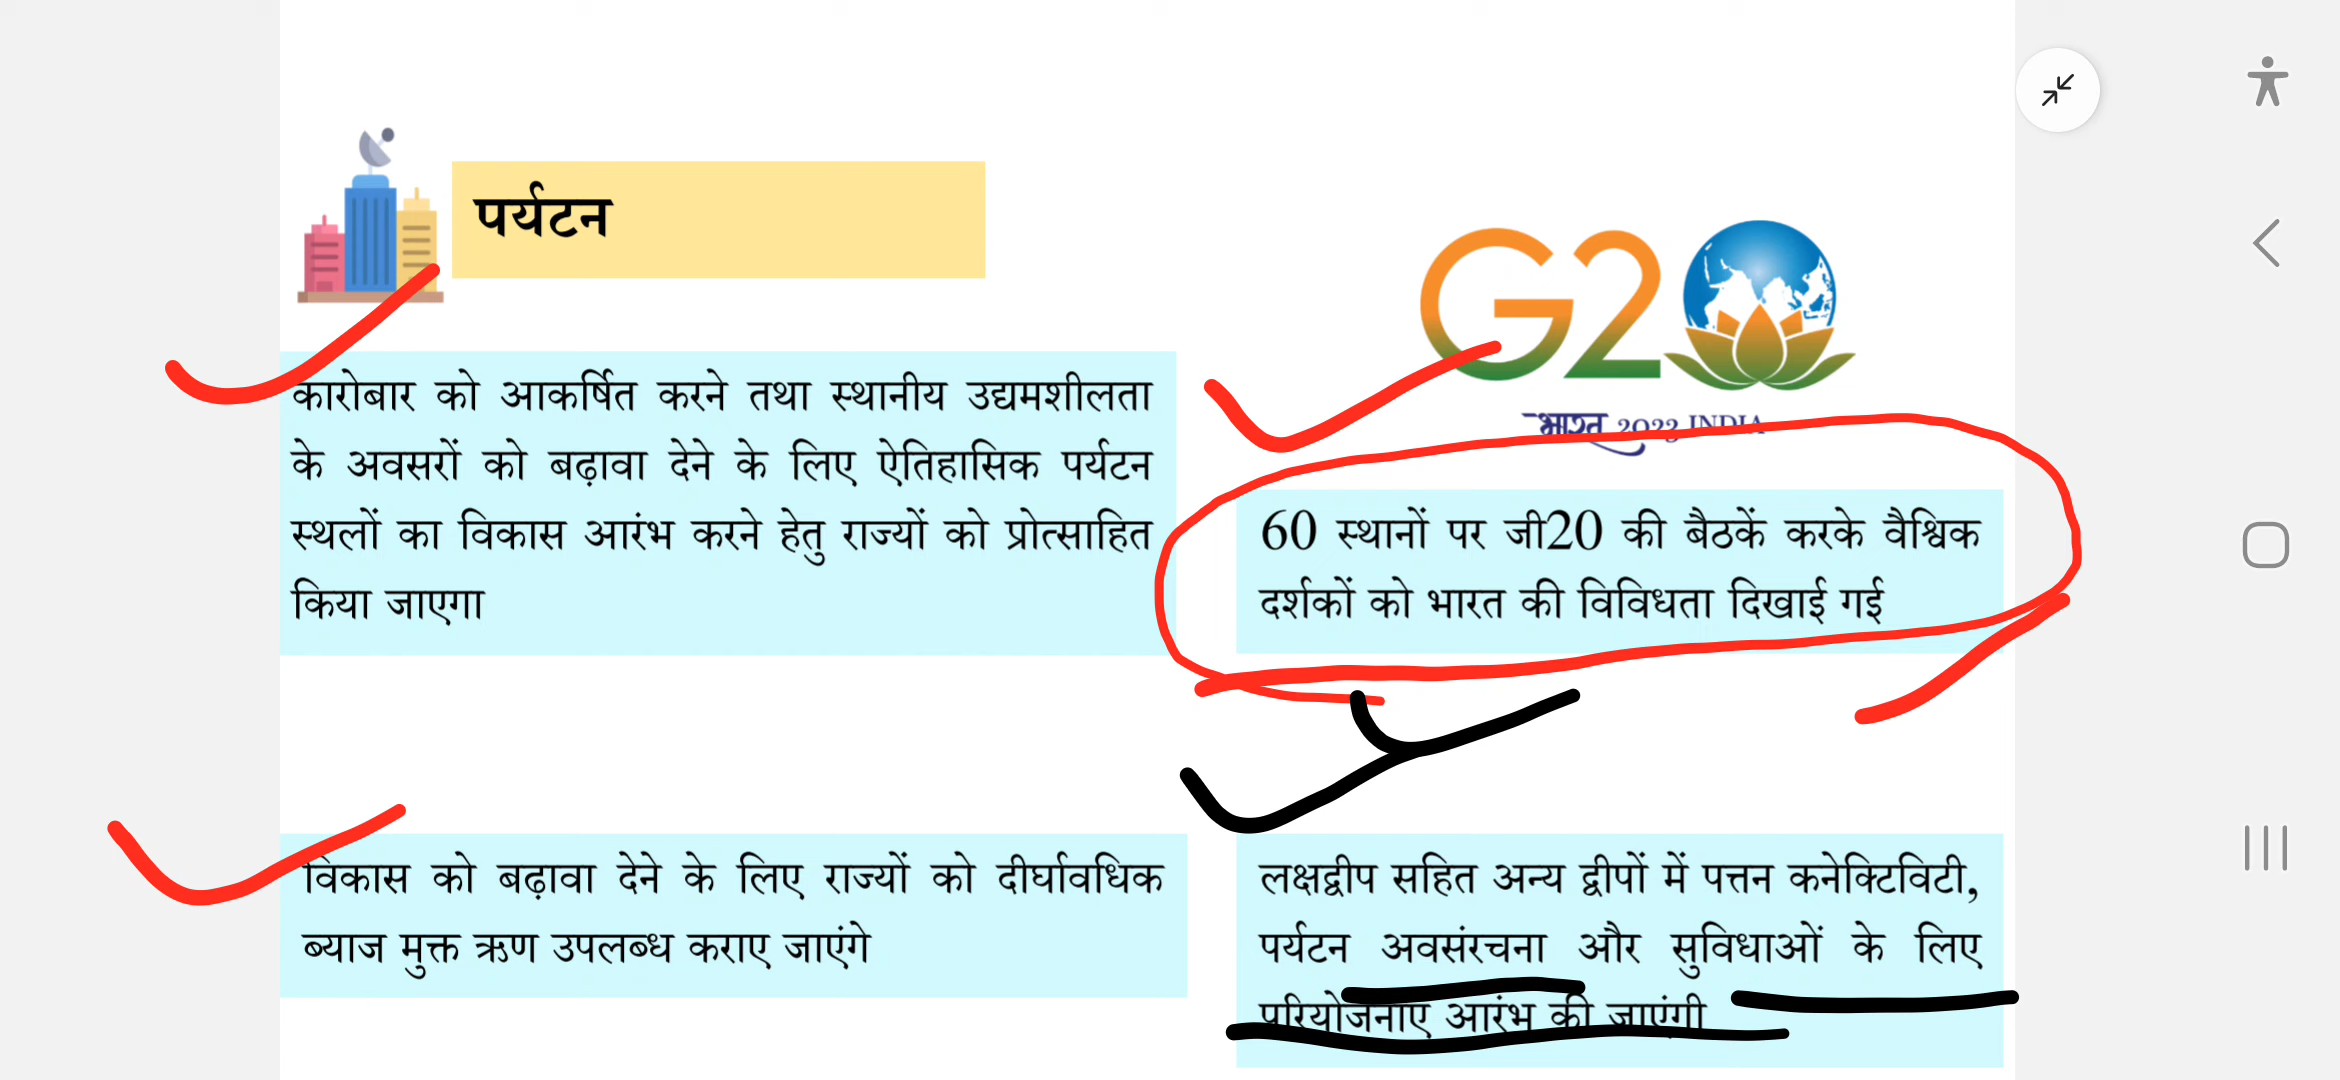 पर्यटन
कारोबार को आकर्षित करने तथा स्थानीय उद्यमशीलता
के अवसरों को बढ़ावा देने के लिए ऐतिहासिक पर्यटन
स्थलों का विकास आरंभ करने हेतु राज्यों को प्रोत्साहित
किया जाएगा
G20
भारत 2023 INDIA
60 स्थानों पर जी20 की बैठकें करके वैश्विक
दर्शकों को भारत की विविधता दिखाई गई
विकास को बढ़ावा देने के लिए राज्यों को दीर्घावधिक
ब्याज मुक्त ऋण उपलब्ध कराए जाएंगे
लक्षद्वीप सहित अन्य द्वीपों में पत्तन कनेक्टिविटी,
पर्यटन अवसंरचना और सुविधाओं के लिए
परियोजनाएं आरंभ की जाएंगी